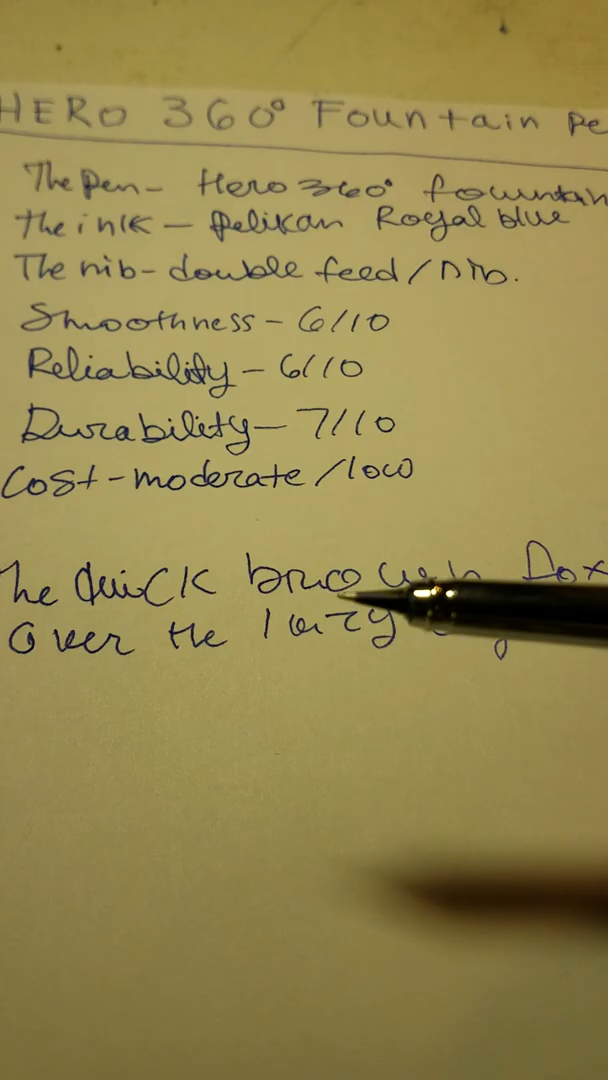 HERO 360° Fountain Pe
The Pen- Hero 360° fountain
The ink - Pelikan Royal blue
The nib- double feed/nib.
Smoothness - 6/10
Reliability - 6/10
Durability- 7/10
Cost-moderate/low
The quick fox
Over the lazy